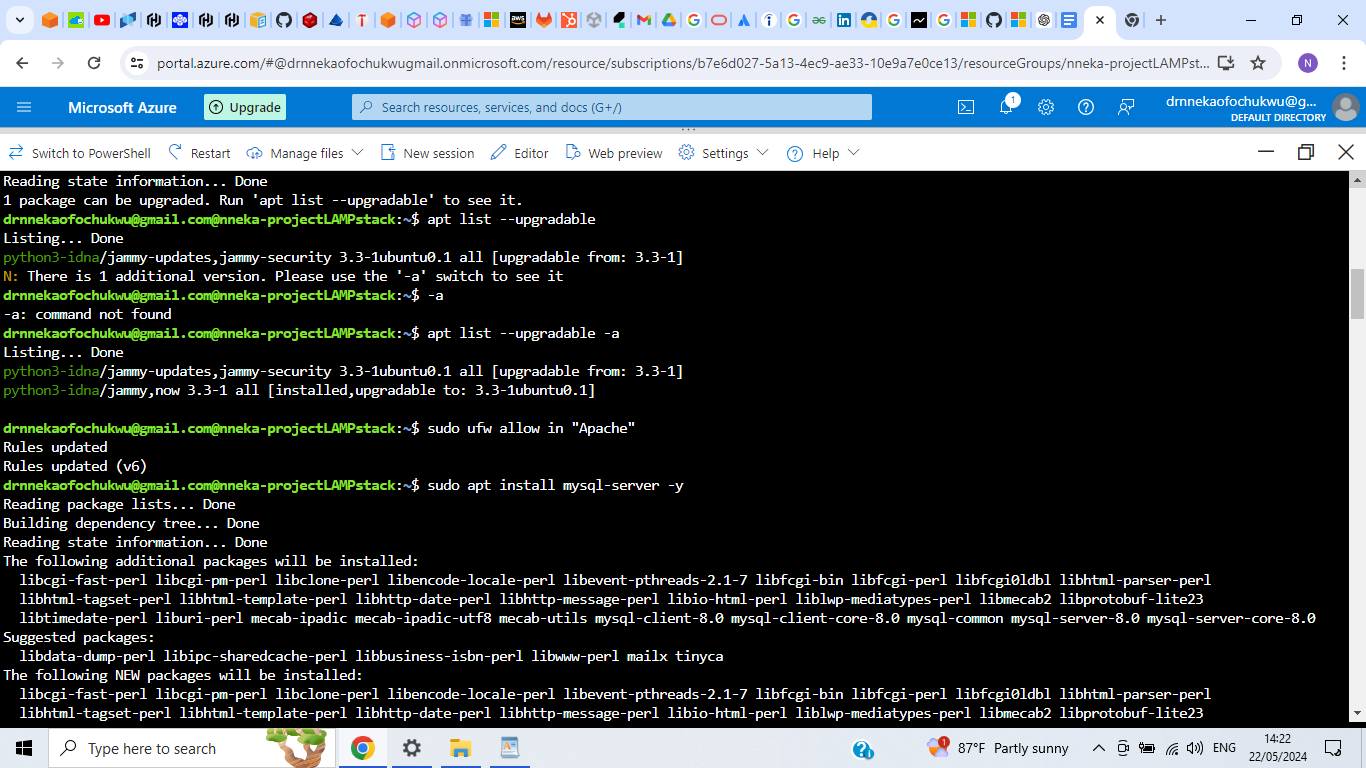 portal.azure.com/#@drnnekaofochukwugmail.onmicrosoft.com/resource/subscriptions/b7e6d027-5a13-4ec9-ae33-10e9a7e0ce13/resourceGroups/nneka-projectLAMPst...
N
Microsoft Azure
Upgrade
Search resources, services, and docs (G+/)
1
drnnekaofochukwu@g...
DEFAULT DIRECTORY
Switch to PowerShell Restart Manage files New session Editor Web preview Settings Help
Reading state information... Done
1 package can be upgraded. Run 'apt list --upgradable' to see it.
drnnekaofochukwu@gmail.com@nneka-projectLAMPstack:~$ apt list --upgradable
Listing... Done
python3-idna/jammy-updates,jammy-security 3.3-1ubuntu0.1 all [upgradable from: 3.3-1]
N: There is 1 additional version. Please use the '-a' switch to see it
drnnekaofochukwu@gmail.com@nneka-projectLAMPstack:~$ -a
-a: command not found
drnnekaofochukwu@gmail.com@nneka-projectLAMPstack:~$ apt list --upgradable -a
Listing... Done
python3-idna/jammy-updates,jammy-security 3.3-1ubuntu0.1 all [upgradable from: 3.3-1]
python3-idna/jammy,now 3.3-1 all [installed,upgradable to: 3.3-1ubuntu0.1]
drnnekaofochukwu@gmail.com@nneka-projectLAMPstack:~$ sudo ufw allow in "Apache"
Rules updated
Rules updated (v6)
drnnekaofochukwu@gmail.com@nneka-projectLAMPstack:~$ sudo apt install mysql-server -y
Reading package lists... Done
Building dependency tree... Done
Reading state information... Done
The following additional packages will be installed:
libcgi-fast-perl libcgi-pm-perl libclone-perl libencode-locale-perl libevent-pthreads-2.1-7 libfcgi-bin libfcgi-perl libfcgi0ldbl libhtml-parser-perl
libhtml-tagset-perl libhtml-template-perl libhttp-date-perl libhttp-message-perl libio-html-perl liblwp-mediatypes-perl libmecab2 libprotobuf-lite23
libtimedate-perl liburi-perl mecab-ipadic mecab-ipadic-utf8 mecab-utils mysql-client-8.0 mysql-client-core-8.0 mysql-common mysql-server-8.0 mysql-server-core-8.0
Suggested packages:
libdata-dump-perl libipc-sharedcache-perl libbusiness-isbn-perl libwww-perl mailx tinyca
The following NEW packages will be installed:
libcgi-fast-perl libcgi-pm-perl libclone-perl libencode-locale-perl libevent-pthreads-2.1-7 libfcgi-bin libfcgi-perl libfcgi0ldbl libhtml-parser-perl
libhtml-tagset-perl libhtml-template-perl libhttp-date-perl libhttp-message-perl libio-html-perl liblwp-mediatypes-perl libmecab2 libprotobuf-lite23
Type here to search
1
87°F Partly sunny
ENG
14:22
22/05/2024